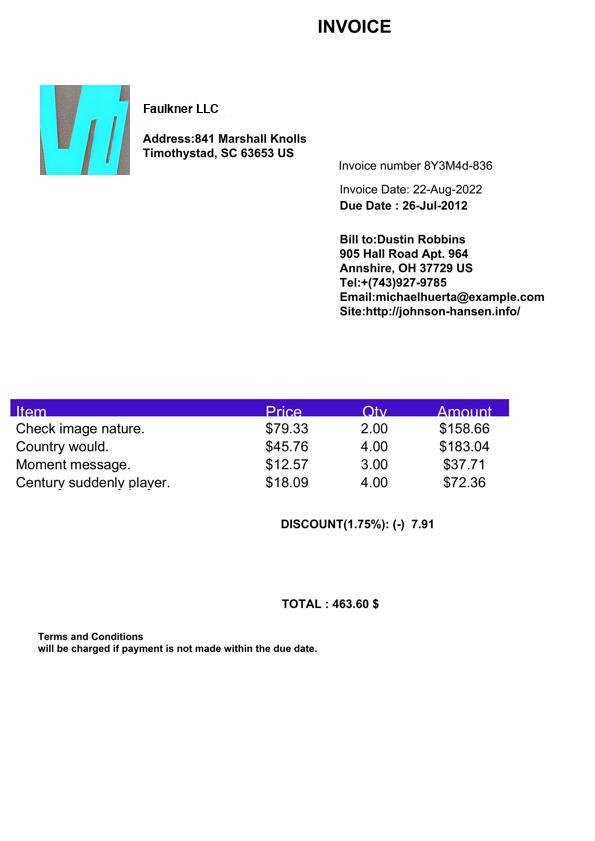 INVOICE
Faulkner LLC
Address:841 Marshall Knolls
Timothystad, SC 63653 US
Invoice number 8Y3M4d-836
Invoice Date: 22-Aug-2022
Due Date : 26-Jul-2012
Bill to:Dustin Robbins
905 Hall Road Apt. 964
Annshire, OH 37729 US
Tel:+(743)927-9785
Email:michaelhuerta@example.com
Site:http://johnson-hansen.info/
Item Price Qty Amount
Check image nature. $79.33 2.00 $158.66
Country would. $45.76 4.00 $183.04
Moment message. $12.57 3.00 $37.71
Century suddenly player. $18.09 4.00 $72.36
DISCOUNT(1.75%): (-) 7.91
TOTAL : 463.60 $
Terms and Conditions
will be charged if payment is not made within the due date.